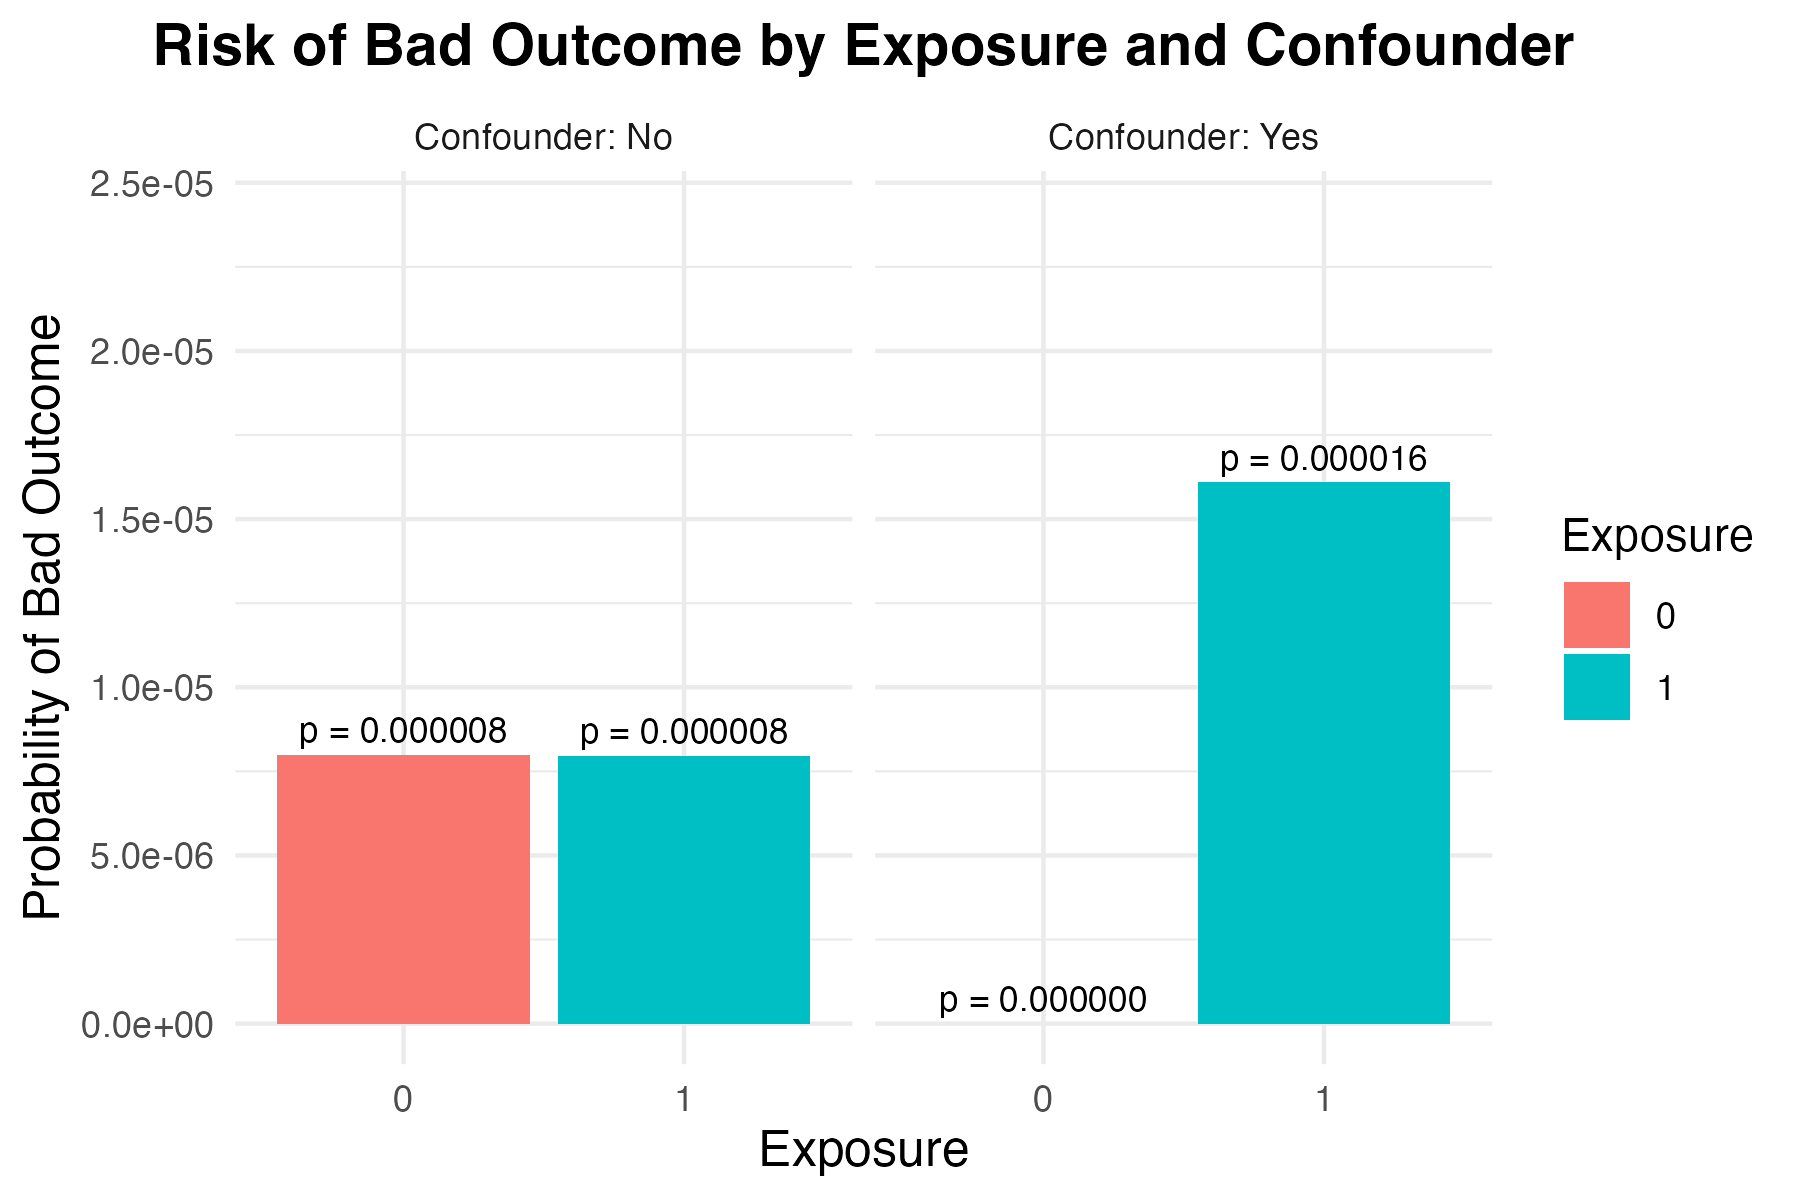 Risk of Bad Outcome by Exposure and Confounder
Confounder: No
Confounder: Yes
2.5e-05
2.0e-05
1.5e-05
1.0e-05
5.0e-06
0.0e+00
Probability of Bad Outcome
p = 0.000008
p = 0.000008
p = 0.000000
p = 0.000016
0
1
0
1
Exposure
Exposure
0
1